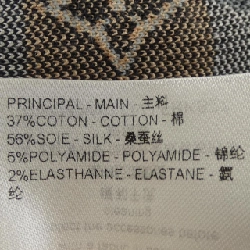 PRINCIPAL - MAIN - 主料
37%COTON - COTTON - 棉
56%SOIE - SILK - 桑蚕丝
5%POLYAMIDE - POLYAMIDE - 锦纶
2%ELASTHANNE - ELASTANE - 氨
纶